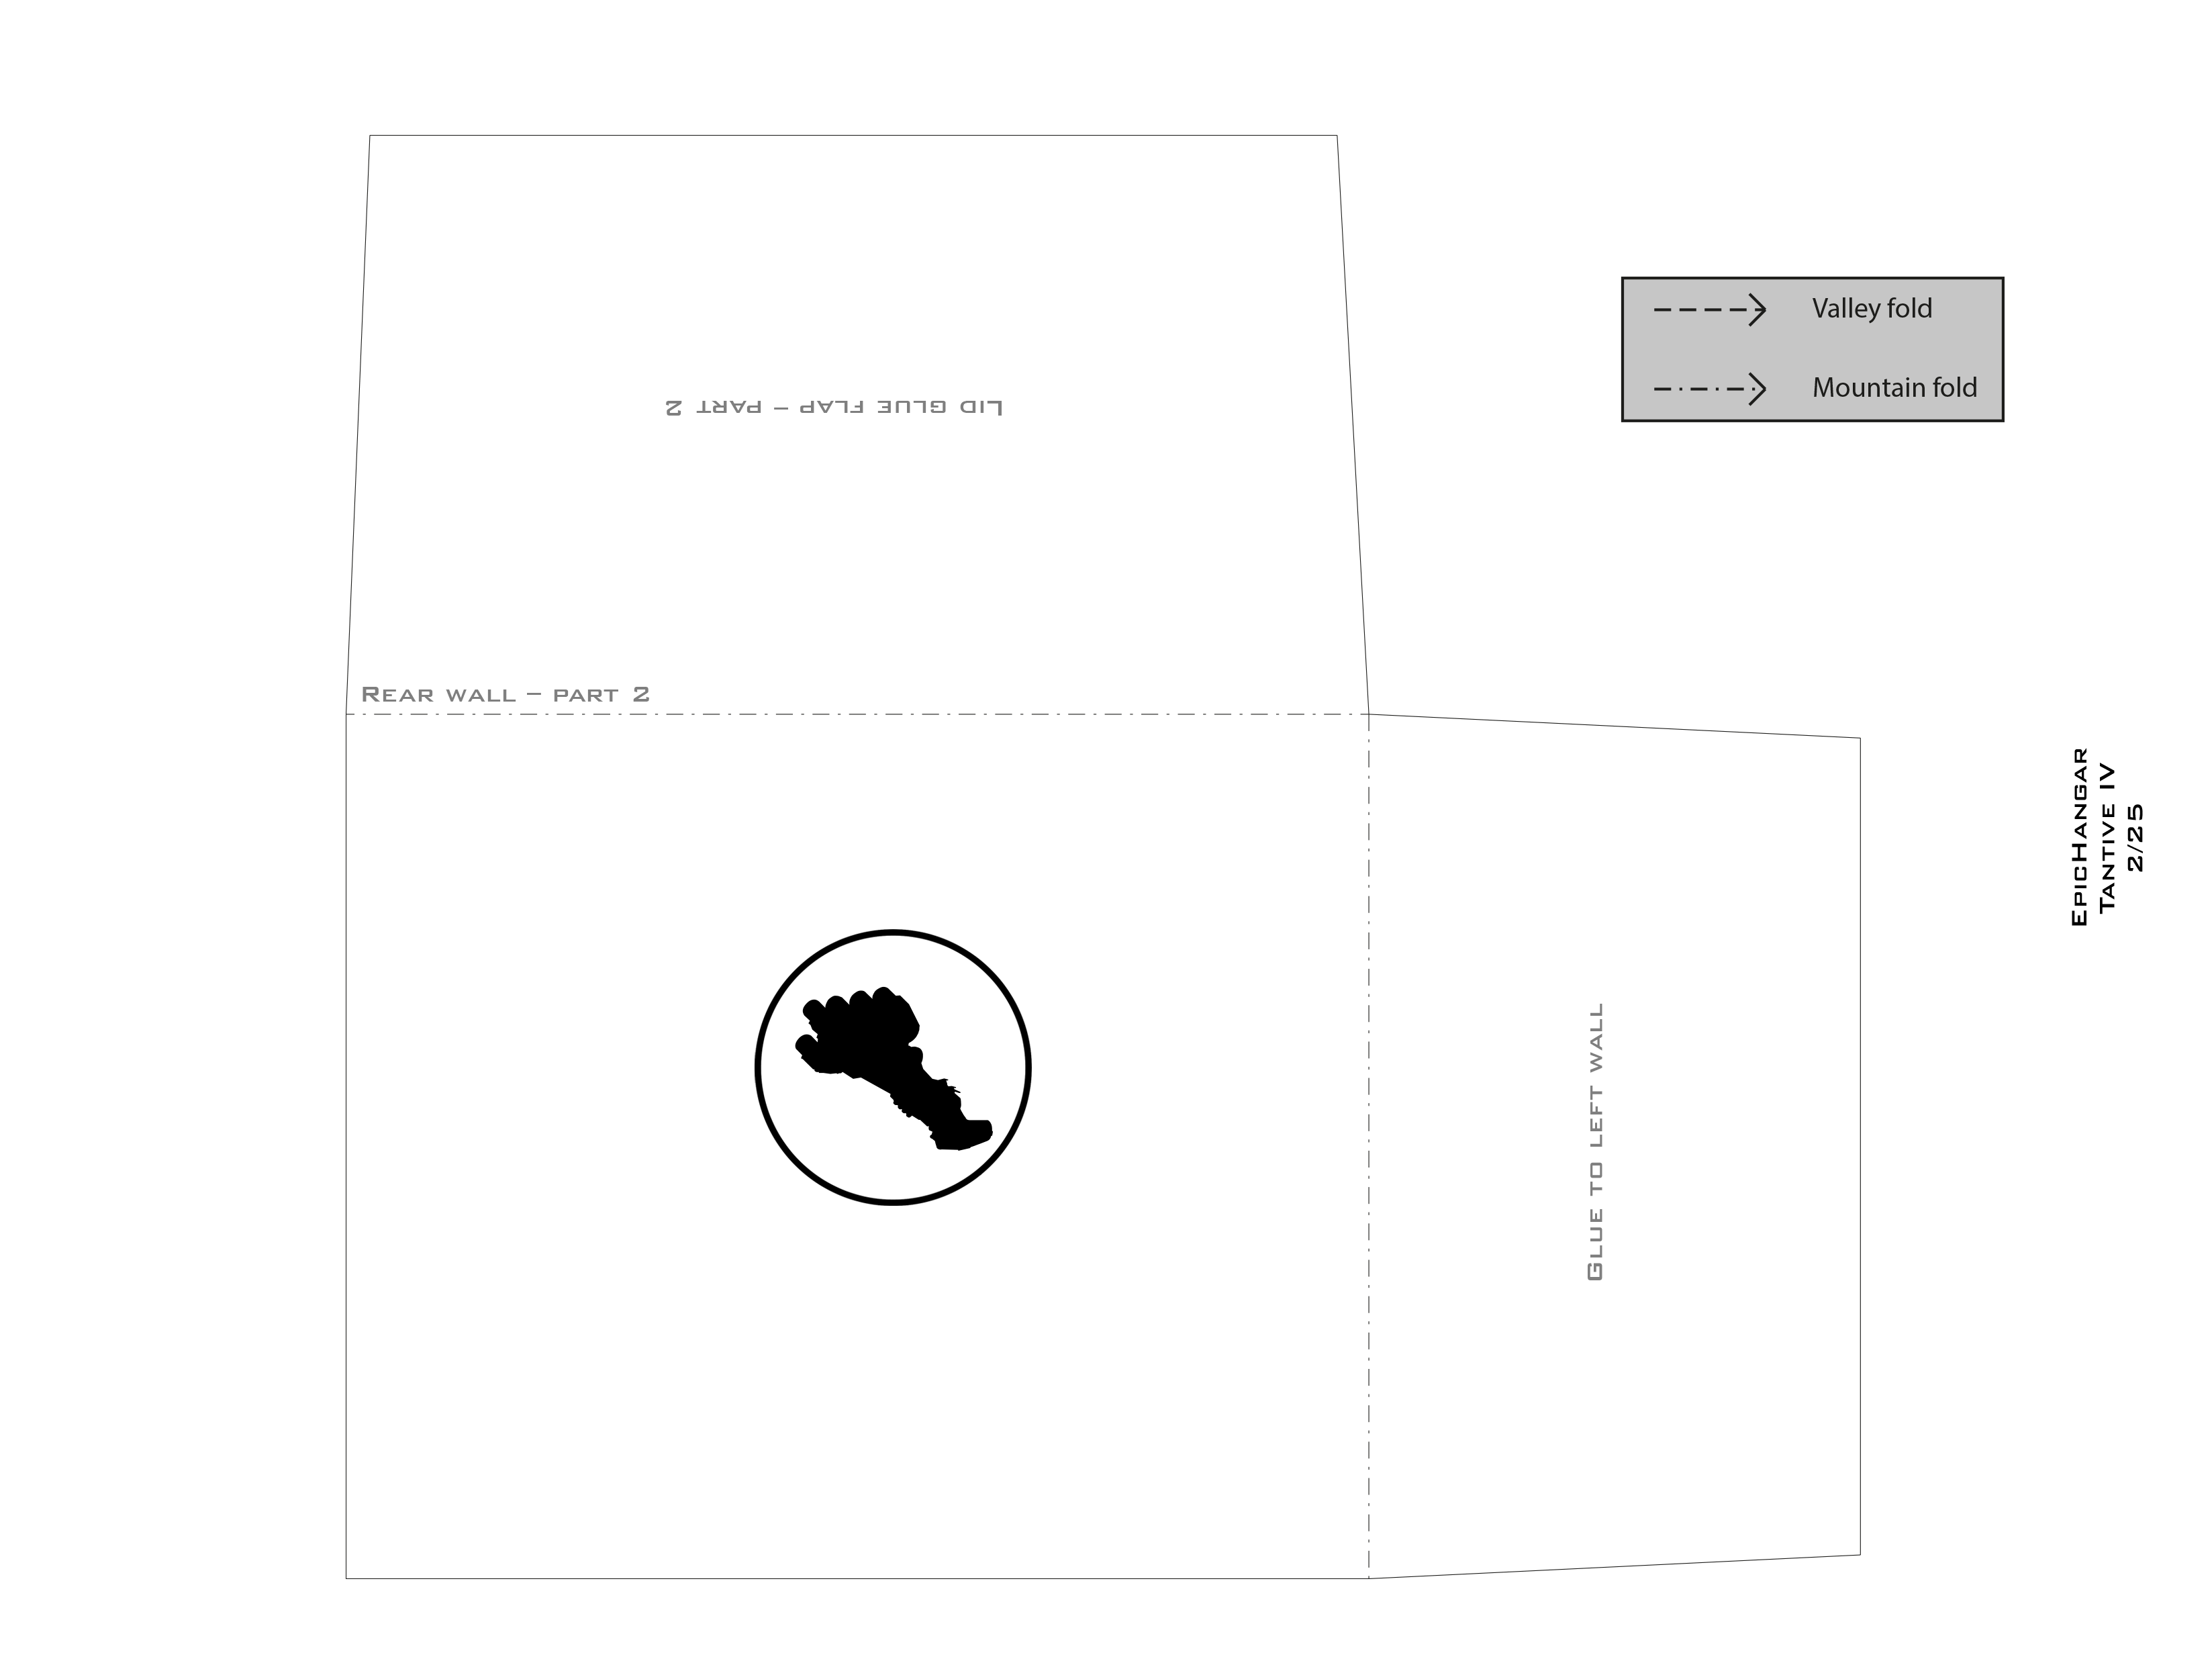 Valley fold
Mountain fold
Lid glue flap – part 2
Rear wall – part 2
Glue to left wall
EpicHangar
Tantive IV
2/25